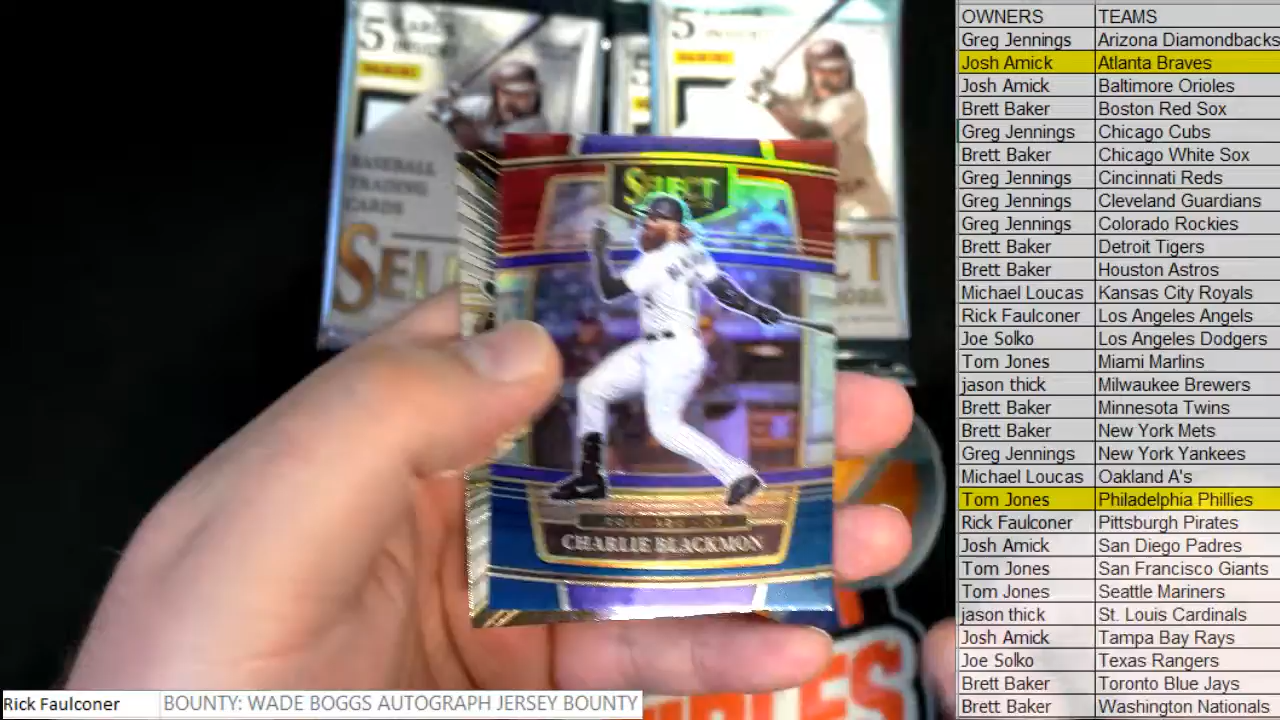 5
PANINI
BASEBALL
TRADING
CARDS
SEL
5
PANINI
CT
SELECT
CHARLIE BLACKMON
LES
OWNERS TEAMS
Greg Jennings Arizona Diamondbacks
Josh Amick Atlanta Braves
Josh Amick Baltimore Orioles
Brett Baker Boston Red Sox
Greg Jennings Chicago Cubs
Brett Baker Chicago White Sox
Greg Jennings Cincinnati Reds
Greg Jennings Cleveland Guardians
Greg Jennings Colorado Rockies
Brett Baker Detroit Tigers
Brett Baker Houston Astros
Michael Loucas Kansas City Royals
Rick Faulconer Los Angeles Angels
Joe Solko Los Angeles Dodgers
Tom Jones Miami Marlins
jason thick Milwaukee Brewers
Brett Baker Minnesota Twins
Brett Baker New York Mets
Greg Jennings New York Yankees
Michael Loucas Oakland A's
Tom Jones Philadelphia Phillies
Rick Faulconer Pittsburgh Pirates
Josh Amick San Diego Padres
Tom Jones San Francisco Giants
Tom Jones Seattle Mariners
jason thick St. Louis Cardinals
Josh Amick Tampa Bay Rays
Joe Solko Texas Rangers
Brett Baker Toronto Blue Jays
Brett Baker Washington Nationals
Rick Faulconer BOUNTY: WADE BOGGS AUTOGRAPH JERSEY BOUNTY